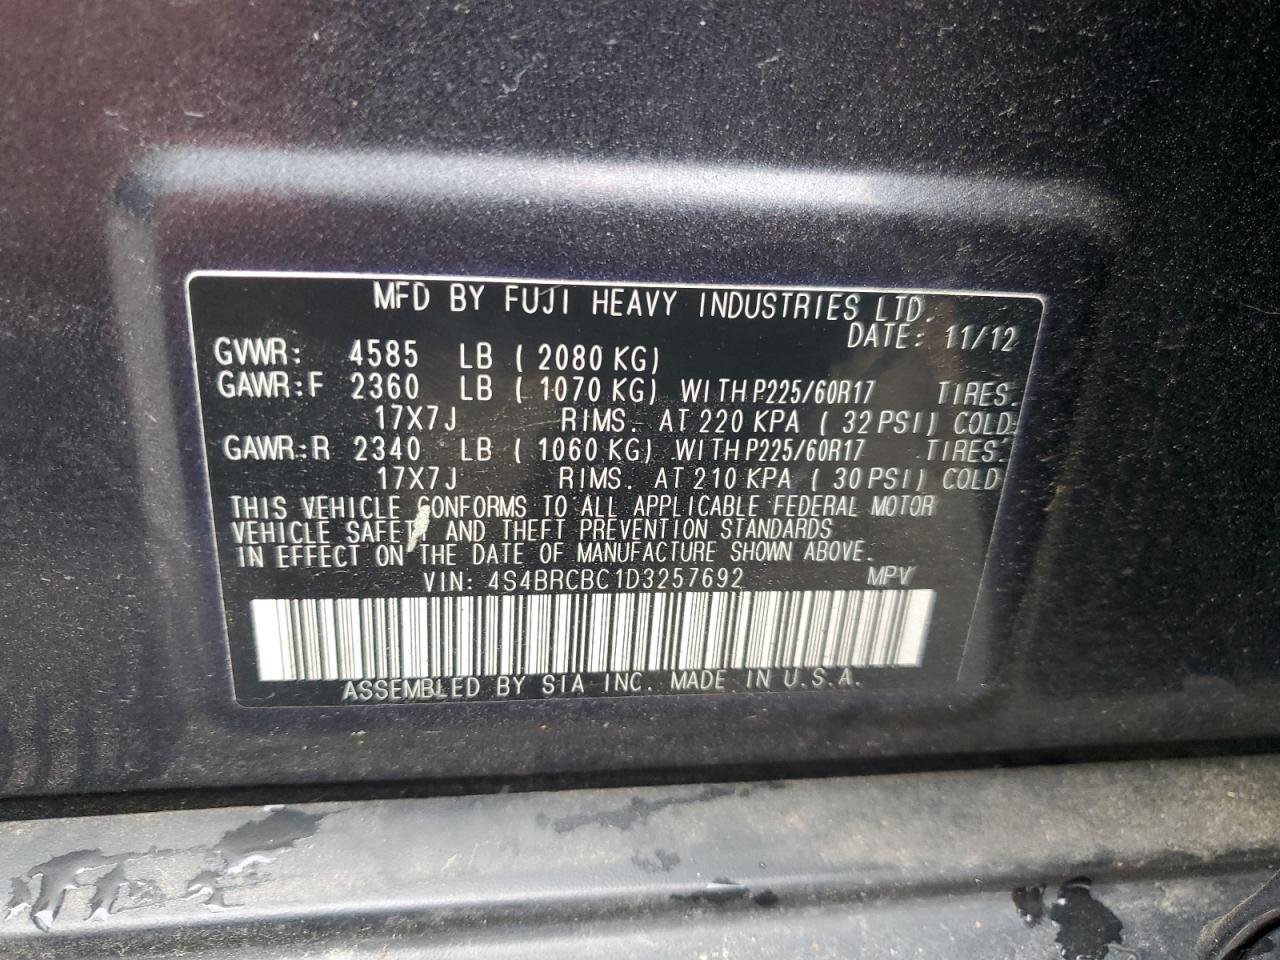 MFD BY FUJI HEAVY INDUSTRIES LTD.
DATE: 11/12
GVWR: 4585 LB ( 2080 KG)
GAWR:F 2360 LB ( 1070 KG) WITH P225/60R17 TIRES.
17X7J RIMS. AT 220 KPA ( 32 PSI) COLD.
GAWR:R 2340 LB ( 1060 KG) WITH P225/60R17 TIRES.
17X7J RIMS. AT 210 KPA ( 30 PSI) COLD
THIS VEHICLE CONFORMS TO ALL APPLICABLE FEDERAL MOTOR
VEHICLE SAFETY AND THEFT PREVENTION STANDARDS
IN EFFECT ON THE DATE OF MANUFACTURE SHOWN ABOVE.
VIN: 4S4BRCBC1D3257692 MPV
ASSEMBLED BY SIA INC. MADE IN U.S.A.